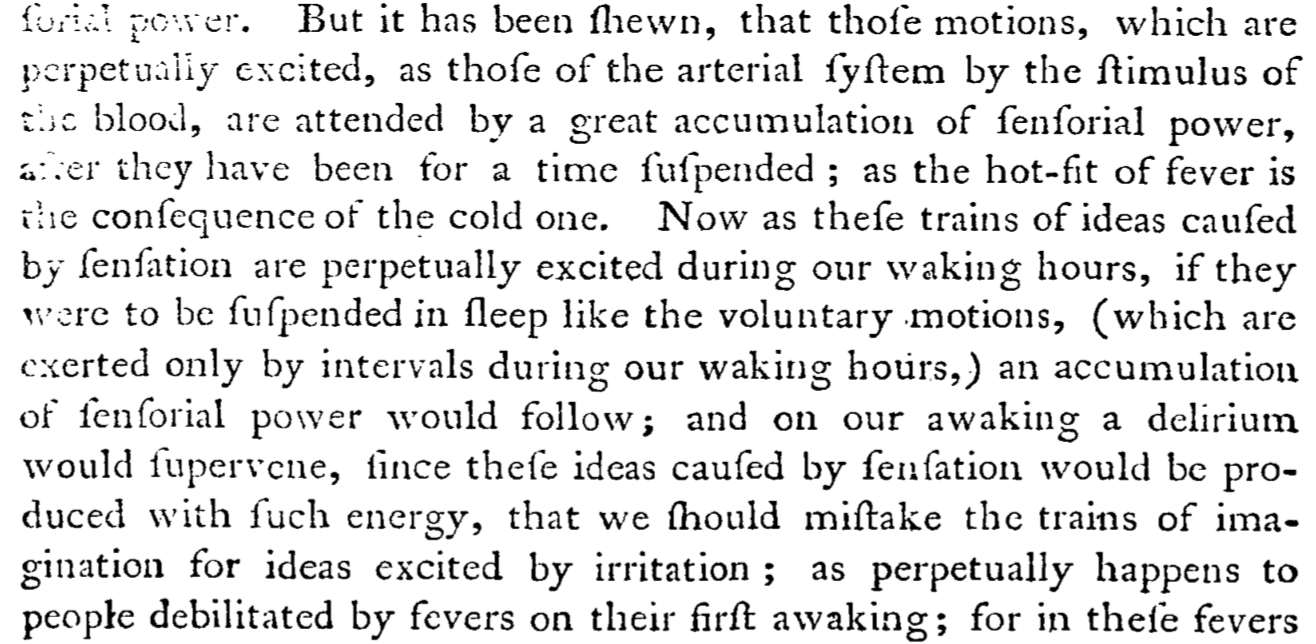 ſorial power. But it has been ſhewn, that thoſe motions, which are
perpetually excited, as thoſe of the arterial ſyſtem by the ſtimulus of
the blood, are attended by a great accumulation of ſenſorial power,
after they have been for a time ſuſpended ; as the hot-fit of fever is
the conſequence of the cold one. Now as theſe trains of ideas cauſed
by ſenſation are perpetually excited during our waking hours, if they
were to be ſuſpended in ſleep like the voluntary motions, (which are
exerted only by intervals during our waking hours,) an accumulation
of ſenſorial power would follow ; and on our awaking a delirium
would ſupervene, ſince theſe ideas cauſed by ſenſation would be pro-
duced with ſuch energy, that we ſhould miſtake the trains of ima-
gination for ideas excited by irritation ; as perpetually happens to
people debilitated by fevers on their firſt awaking ; for in theſe fevers